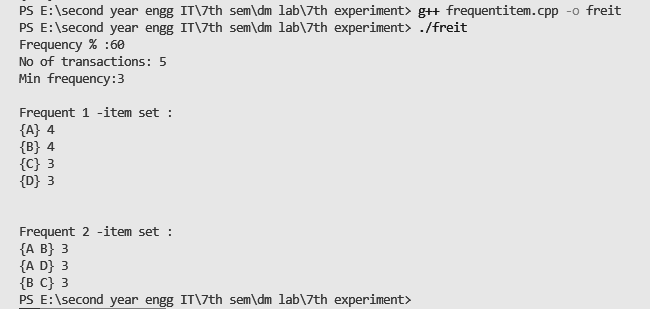 PS E:\second year engg IT\7th sem\dm lab\7th experiment> g++ frequentitem.cpp -o freit
PS E:\second year engg IT\7th sem\dm lab\7th experiment> ./freit
Frequency % :60
No of transactions: 5
Min frequency:3
Frequent 1 -item set :
{A} 4
{B} 4
{C} 3
{D} 3
Frequent 2 -item set :
{A B} 3
{A D} 3
{B C} 3
PS E:\second year engg IT\7th sem\dm lab\7th experiment>